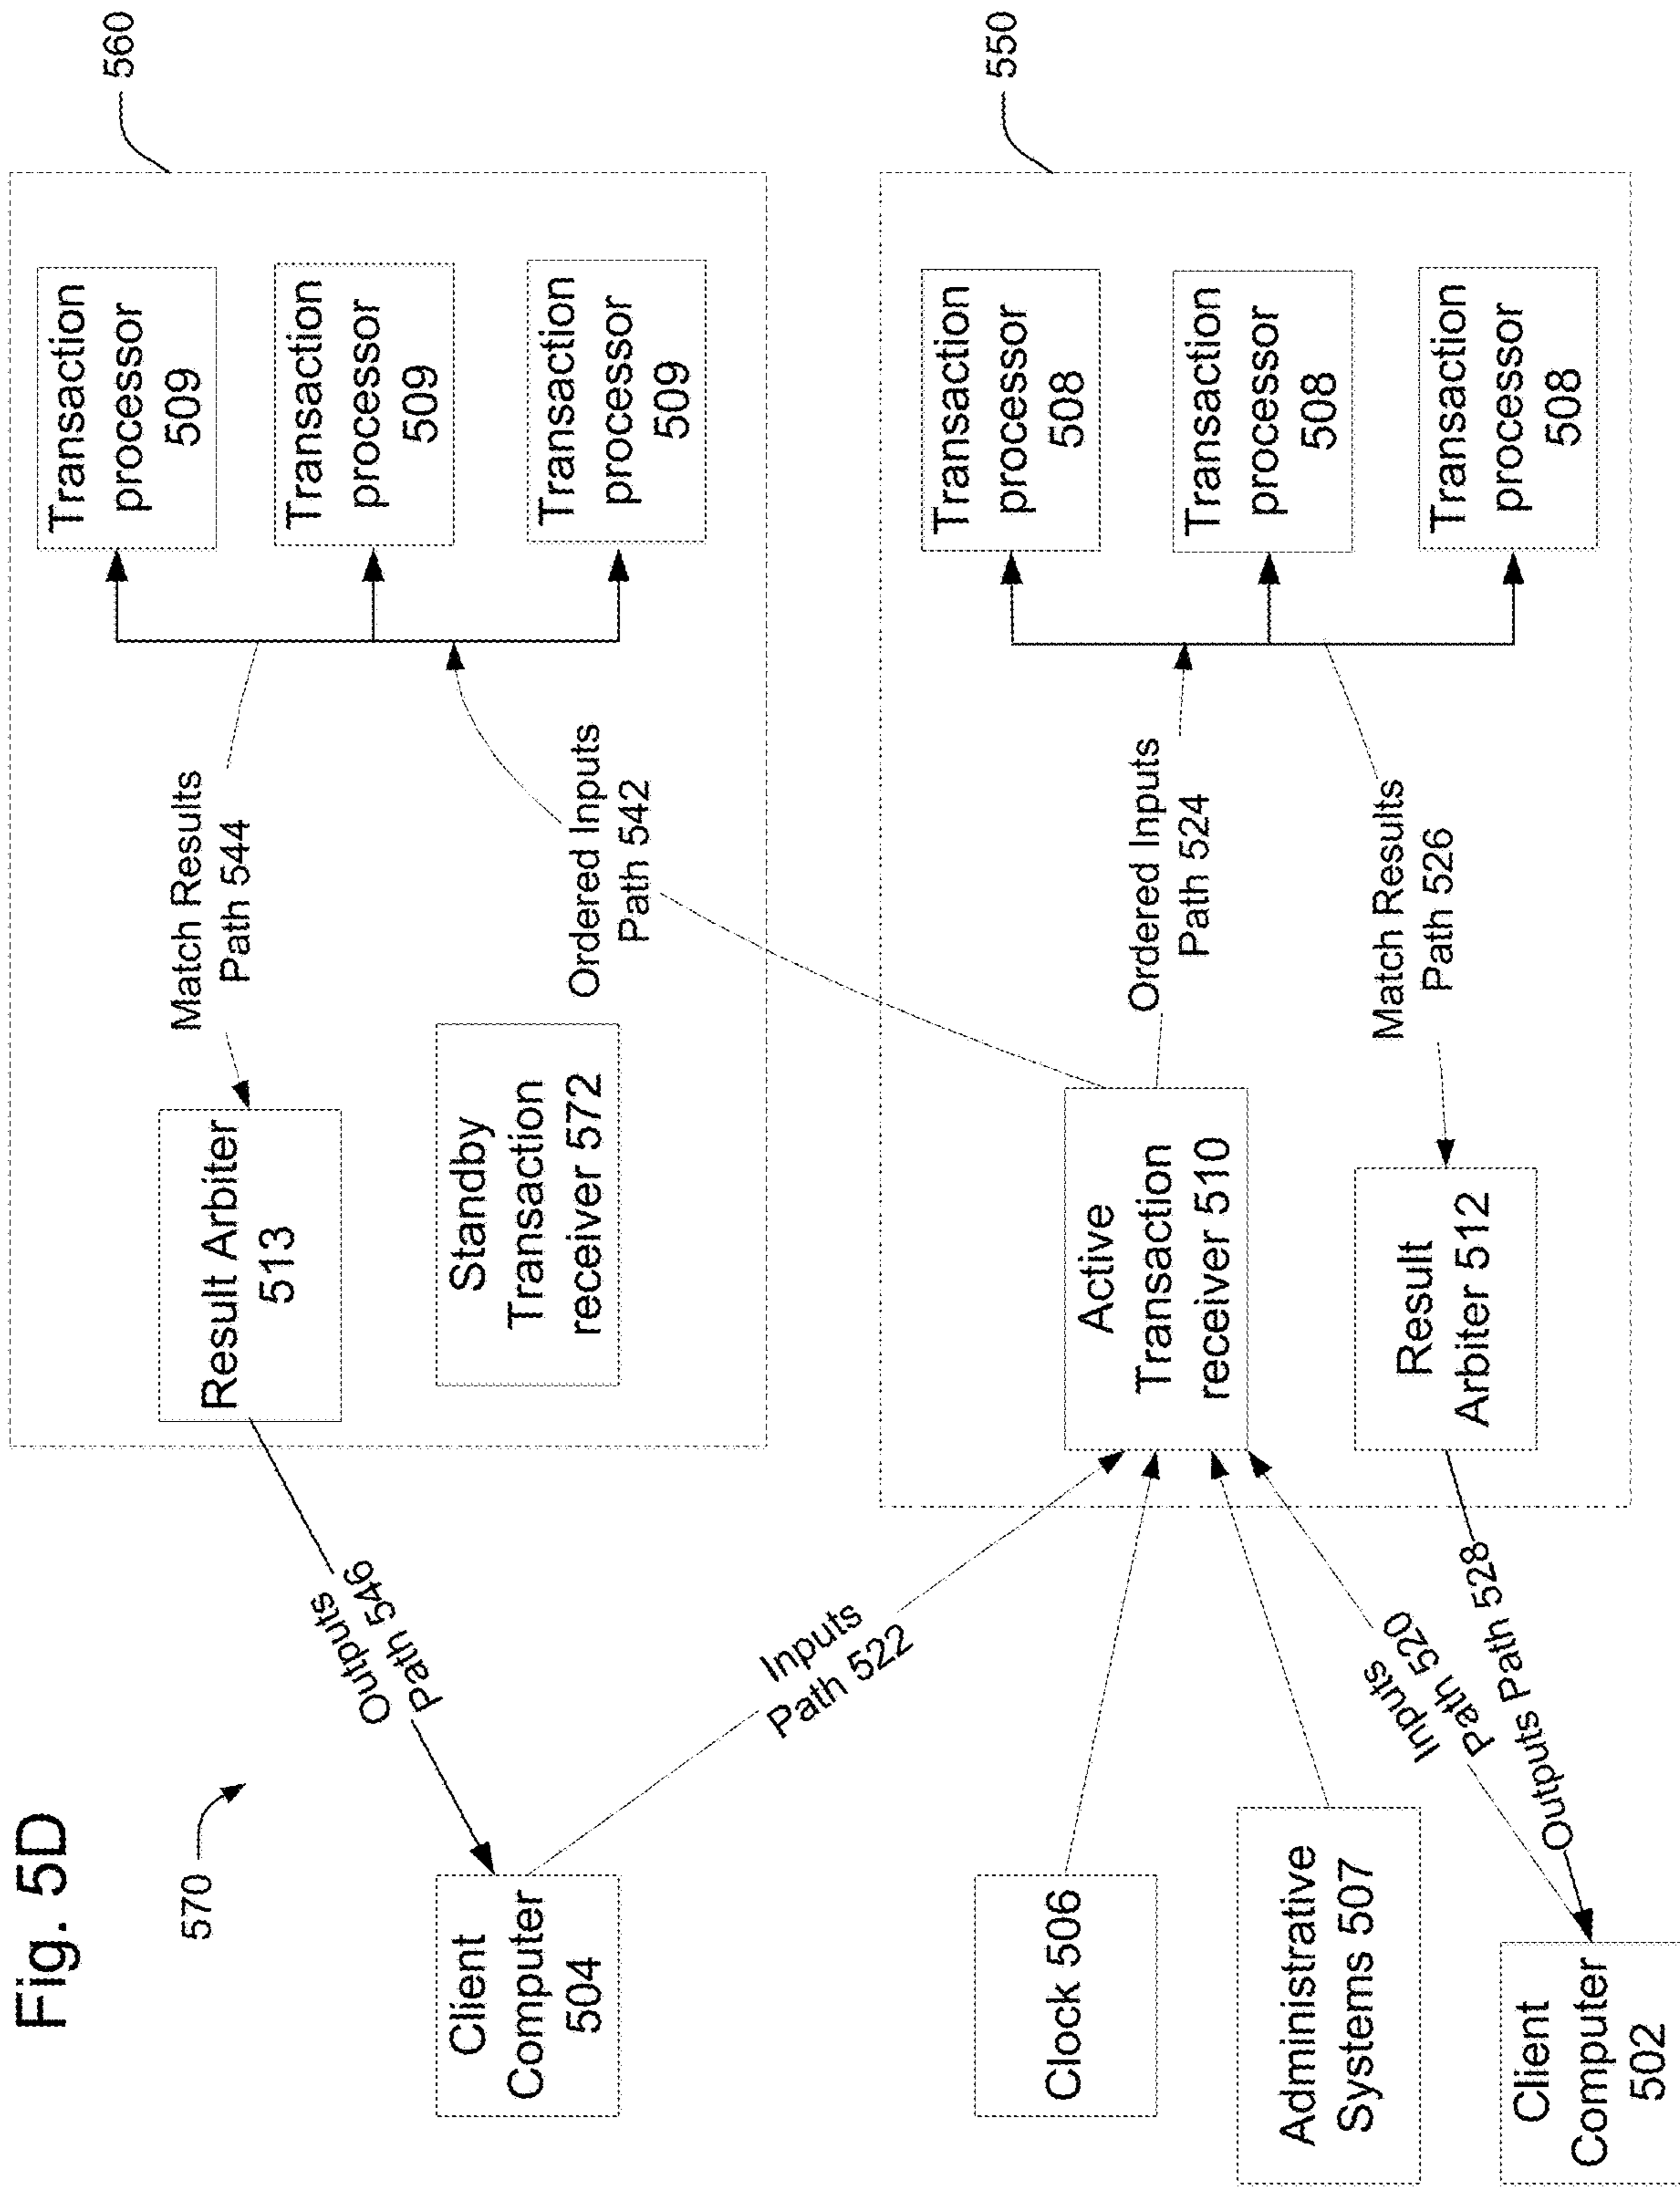 Fig. 5D
570
560
Result Arbiter
513
Match Results
Path 544
Transaction
processor
509
Transaction
processor
509
Transaction
processor
509
Standby
Transaction
receiver 572
Ordered Inputs
Path 542
Outputs
Path 546
Client
Computer
504
Inputs
Path 522
550
Clock 506
Administrative
Systems 507
Client
Computer
502
Inputs
Path 520
Outputs Path 528
Active
Transaction
receiver 510
Result
Arbiter 512
Ordered Inputs
Path 524
Match Results
Path 526
Transaction
processor
508
Transaction
processor
508
Transaction
processor
508